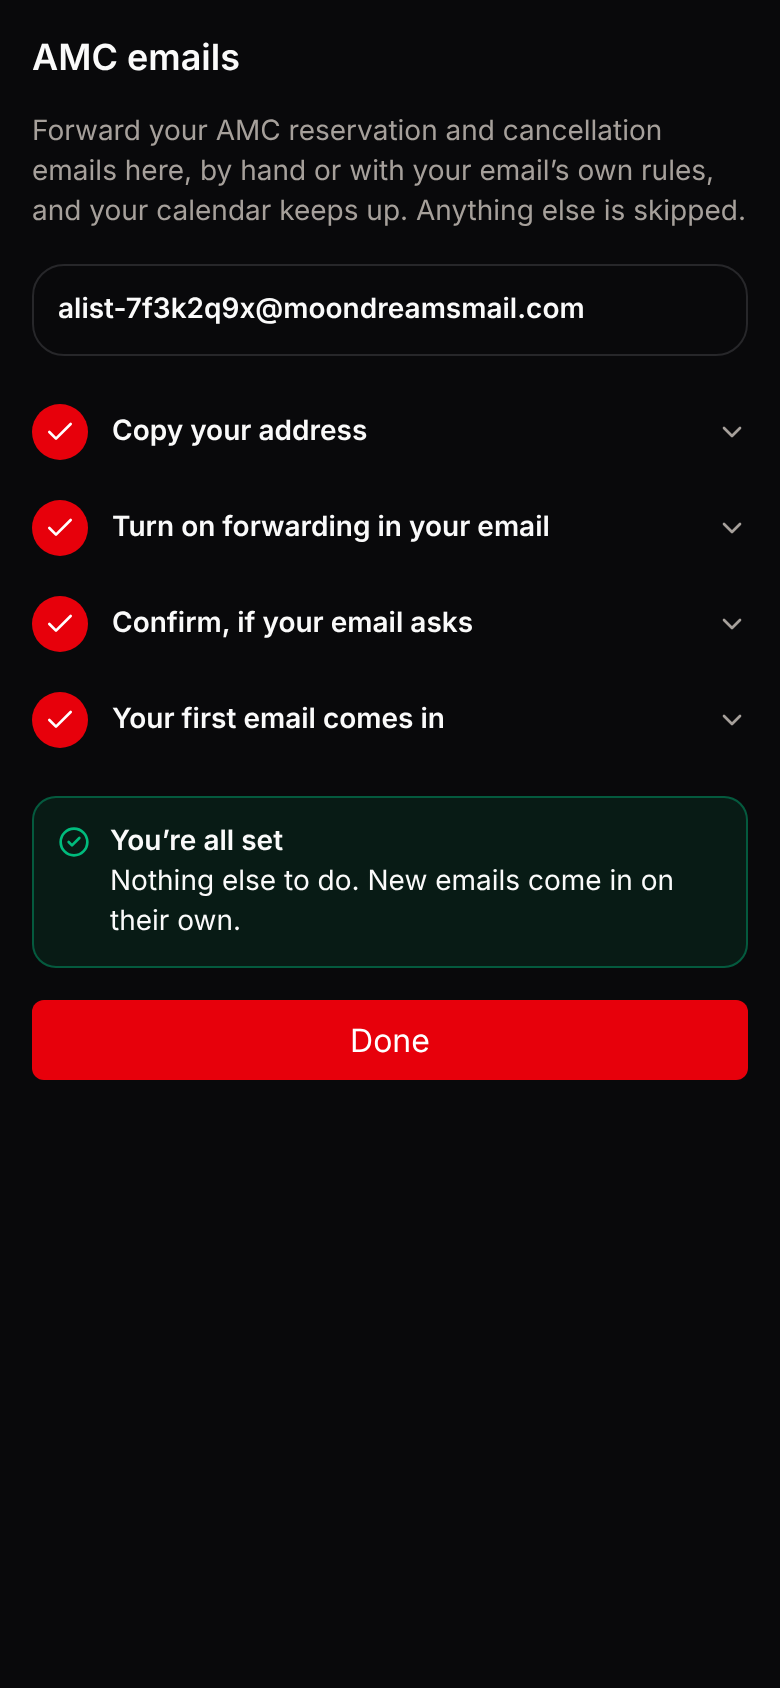 AMC emails
Forward your AMC reservation and cancellation
emails here, by hand or with your email’s own rules,
and your calendar keeps up. Anything else is skipped.
alist-7f3k2q9x@moondreamsmail.com
Copy your address
Turn on forwarding in your email
Confirm, if your email asks
Your first email comes in
You’re all set
Nothing else to do. New emails come in on
their own.
Done